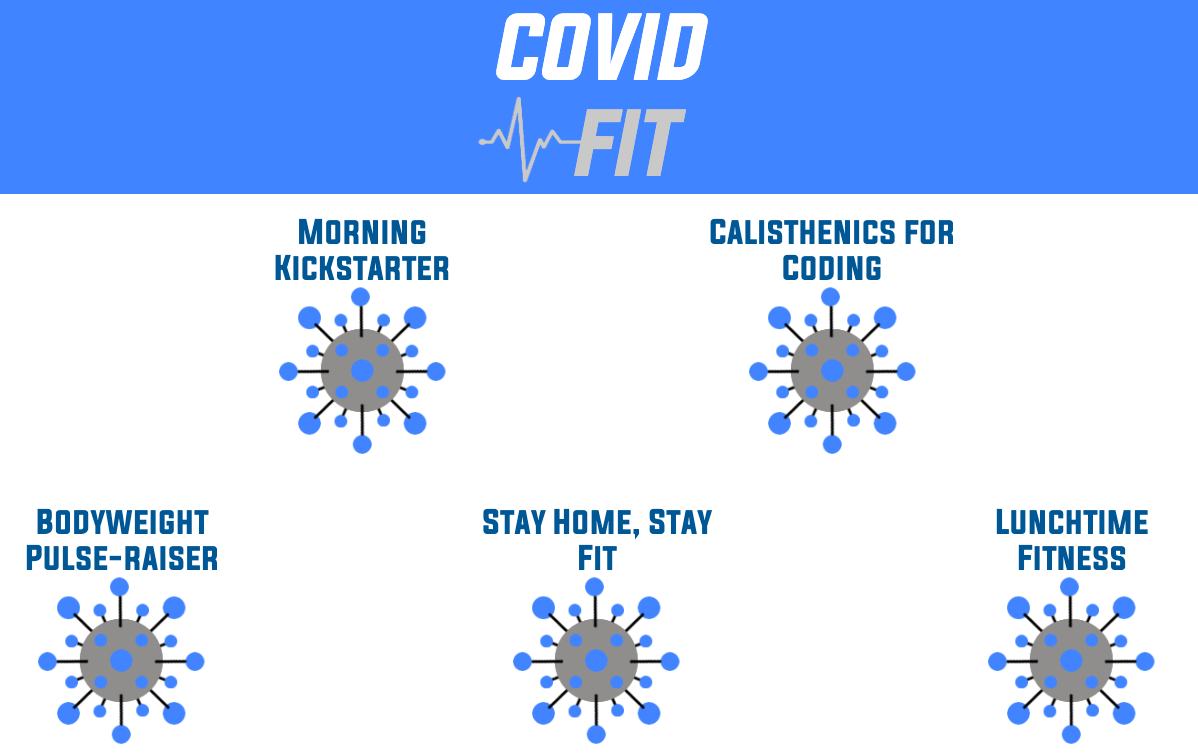 COVID
FIT
Morning
Kickstarter
Calisthenics for
Coding
Bodyweight
Pulse-raiser
Stay Home, Stay
Fit
Lunchtime
Fitness